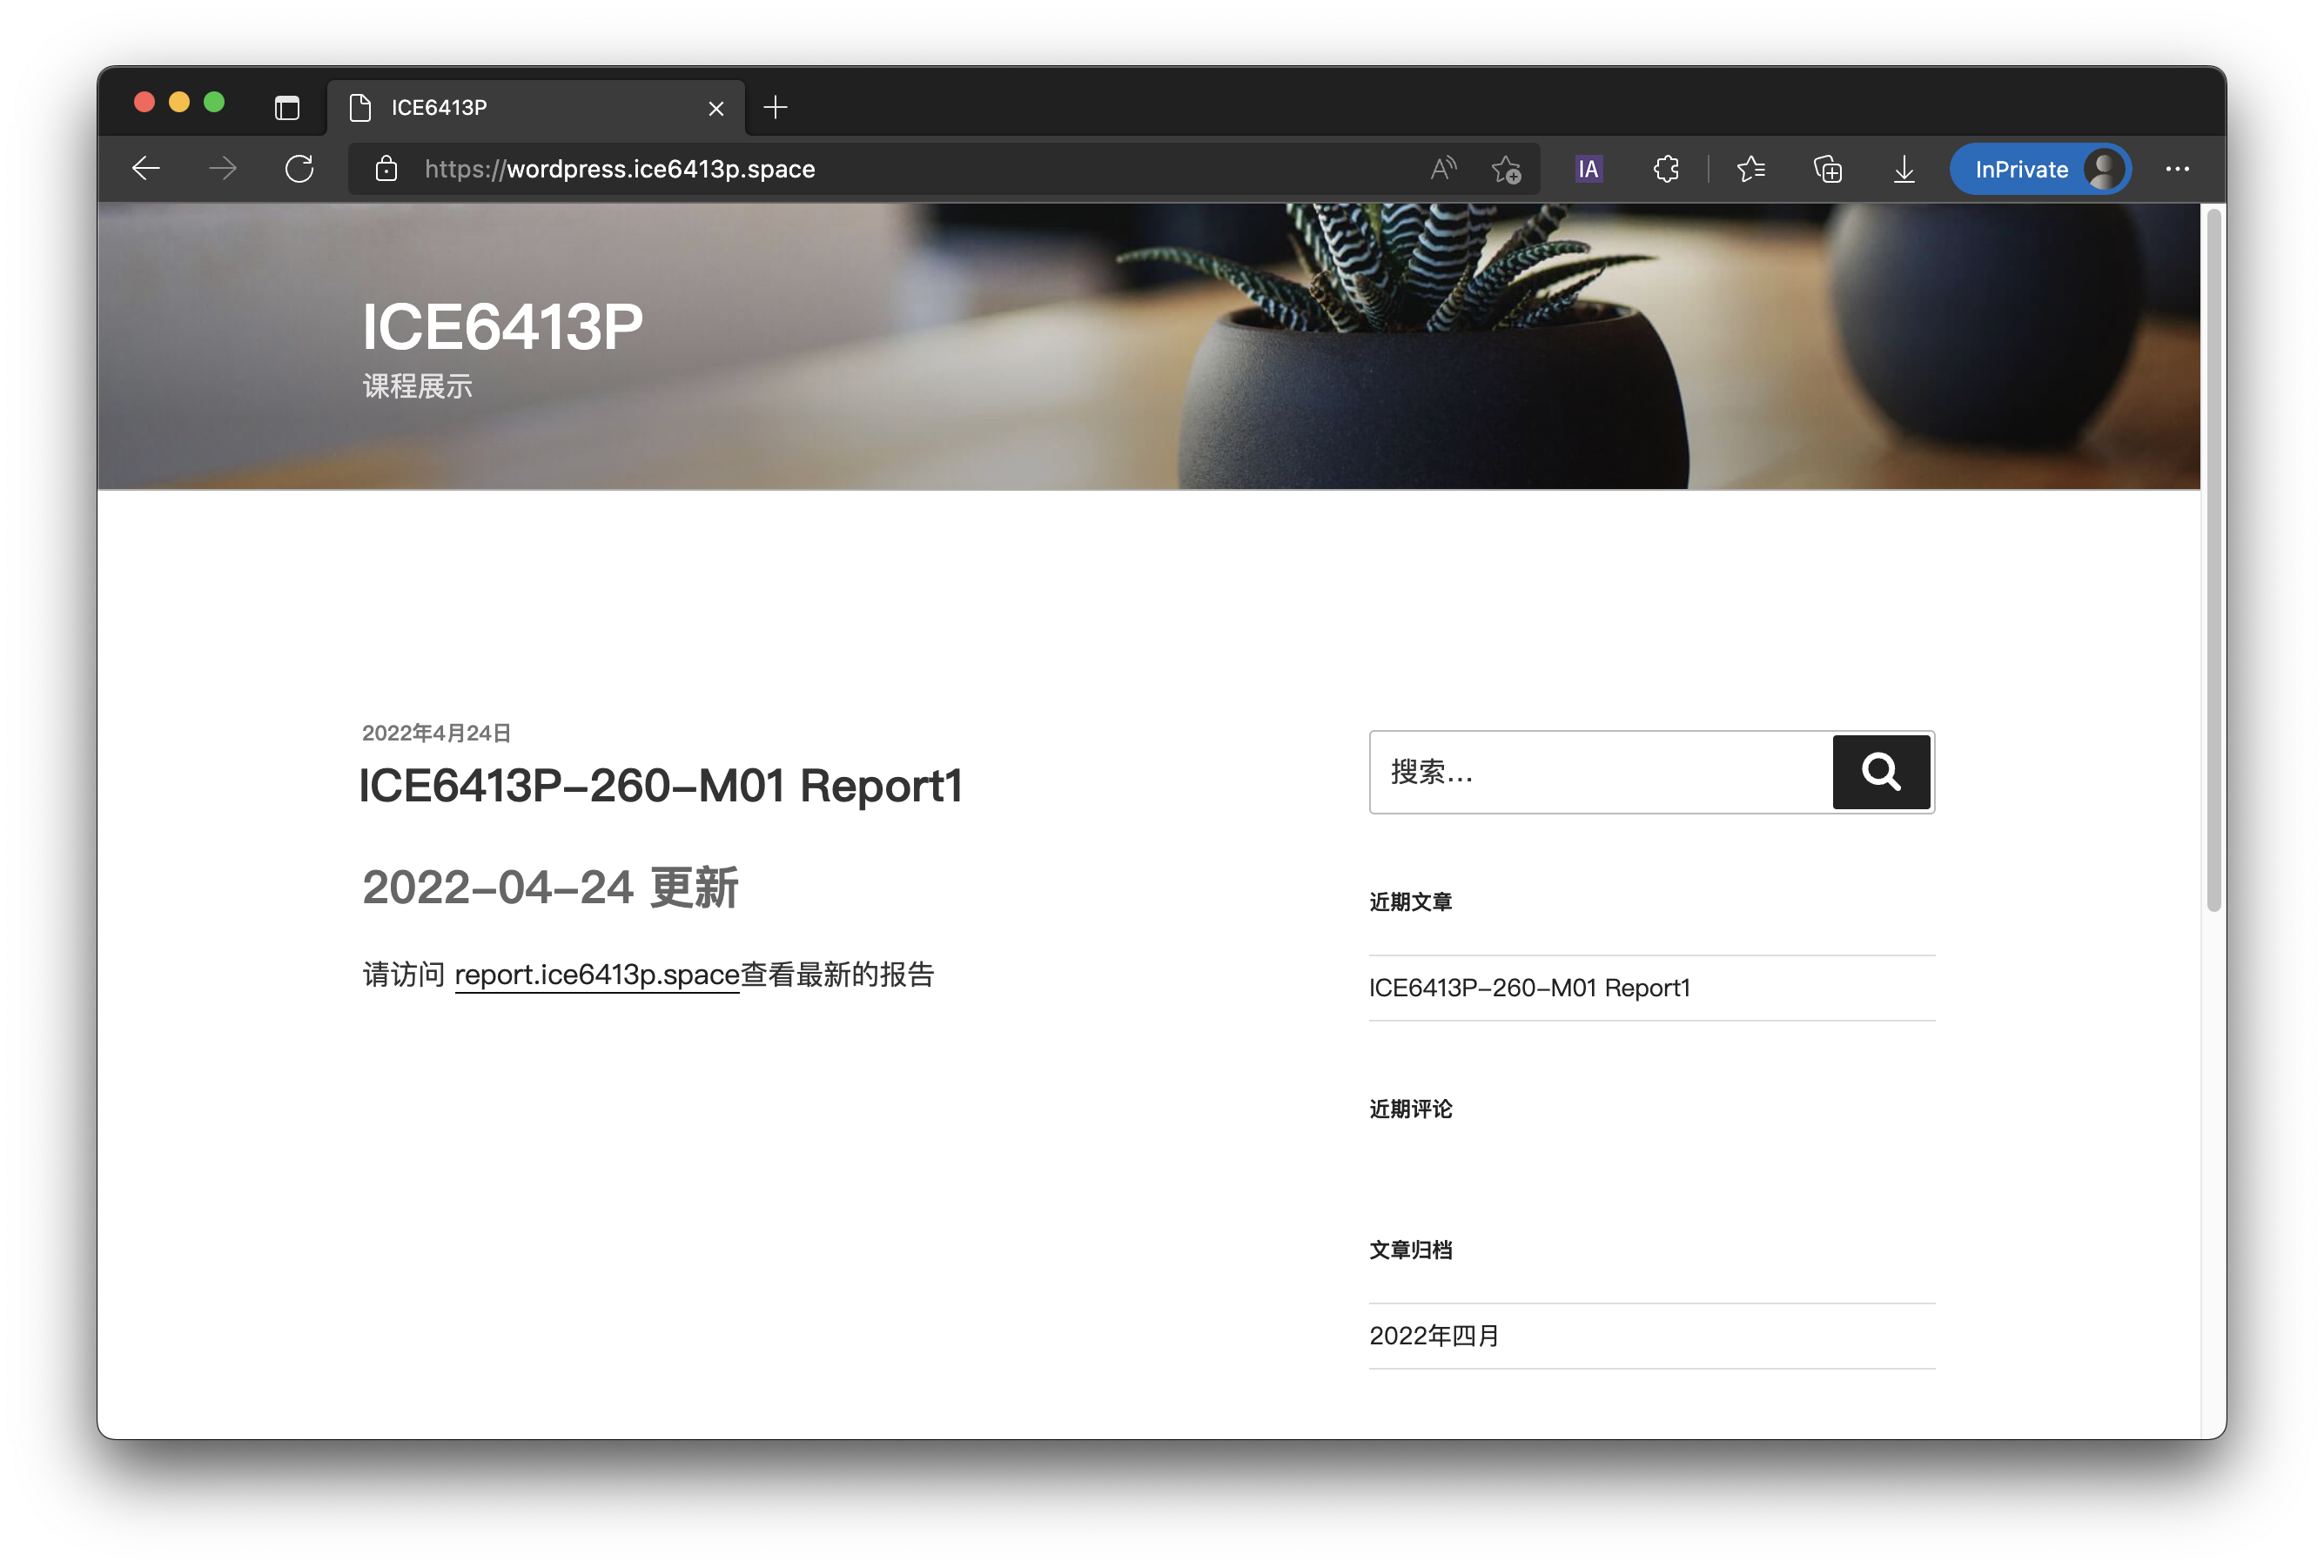 ICE6413P
https://wordpress.ice6413p.space
A
IA
InPrivate
ICE6413P
课程展示
2022年4月24日
ICE6413P–260–M01 Report1
2022–04–24 更新
请访问 report.ice6413p.space查看最新的报告
搜索…
近期文章
ICE6413P–260–M01 Report1
近期评论
文章归档
2022年四月